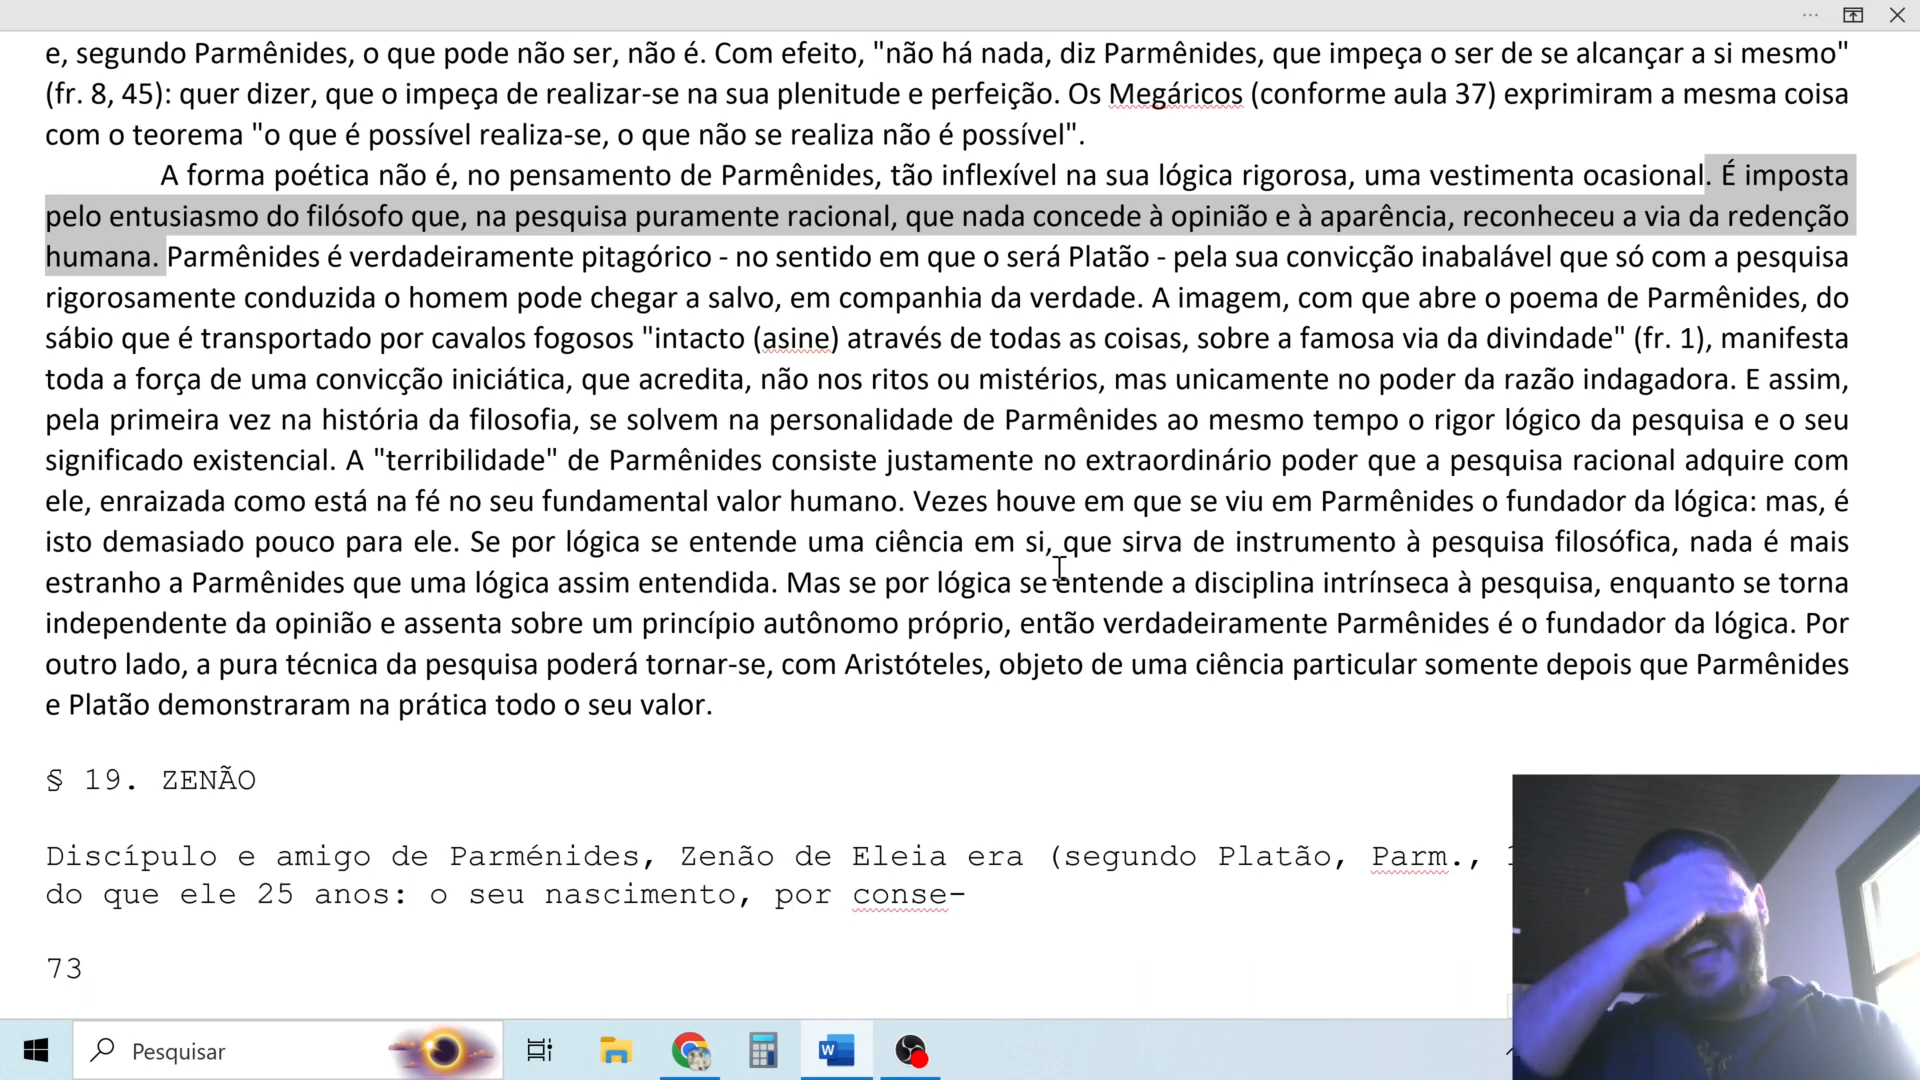 e, segundo Parmênides, o que pode não ser, não é. Com efeito, "não há nada, diz Parmênides, que impeça o ser de se alcançar a si mesmo"
(fr. 8, 45): quer dizer, que o impeça de realizar-se na sua plenitude e perfeição. Os Megáricos (conforme aula 37) exprimiram a mesma coisa
com o teorema "o que é possível realiza-se, o que não se realiza não é possível".
A forma poética não é, no pensamento de Parmênides, tão inflexível na sua lógica rigorosa, uma vestimenta ocasional. É imposta
pelo entusiasmo do filósofo que, na pesquisa puramente racional, que nada concede à opinião e à aparência, reconheceu a via da redenção
humana. Parmênides é verdadeiramente pitagórico - no sentido em que o será Platão - pela sua convicção inabalável que só com a pesquisa
rigorosamente conduzida o homem pode chegar a salvo, em companhia da verdade. A imagem, com que abre o poema de Parmênides, do
sábio que é transportado por cavalos fogosos "intacto (asine) através de todas as coisas, sobre a famosa via da divindade" (fr. 1), manifesta
toda a força de uma convicção iniciática, que acredita, não nos ritos ou mistérios, mas unicamente no poder da razão indagadora. E assim,
pela primeira vez na história da filosofia, se solvem na personalidade de Parmênides ao mesmo tempo o rigor lógico da pesquisa e o seu
significado existencial. A "terribilidade" de Parmênides consiste justamente no extraordinário poder que a pesquisa racional adquire com
ele, enraizada como está na fé no seu fundamental valor humano. Vezes houve em que se viu em Parmênides o fundador da lógica: mas, é
isto demasiado pouco para ele. Se por lógica se entende uma ciência em si, que sirva de instrumento à pesquisa filosófica, nada é mais
estranho a Parmênides que uma lógica assim entendida. Mas se por lógica se entende a disciplina intrínseca à pesquisa, enquanto se torna
independente da opinião e assenta sobre um princípio autônomo próprio, então verdadeiramente Parmênides é o fundador da lógica. Por
outro lado, a pura técnica da pesquisa poderá tornar-se, com Aristóteles, objeto de uma ciência particular somente depois que Parmênides
e Platão demonstraram na prática todo o seu valor.
§ 19. ZENÃO
Discípulo e amigo de Parménides, Zenão de Eleia era (segundo Platão, Parm.,
do que ele 25 anos: o seu nascimento, por conse-
73
Pesquisar